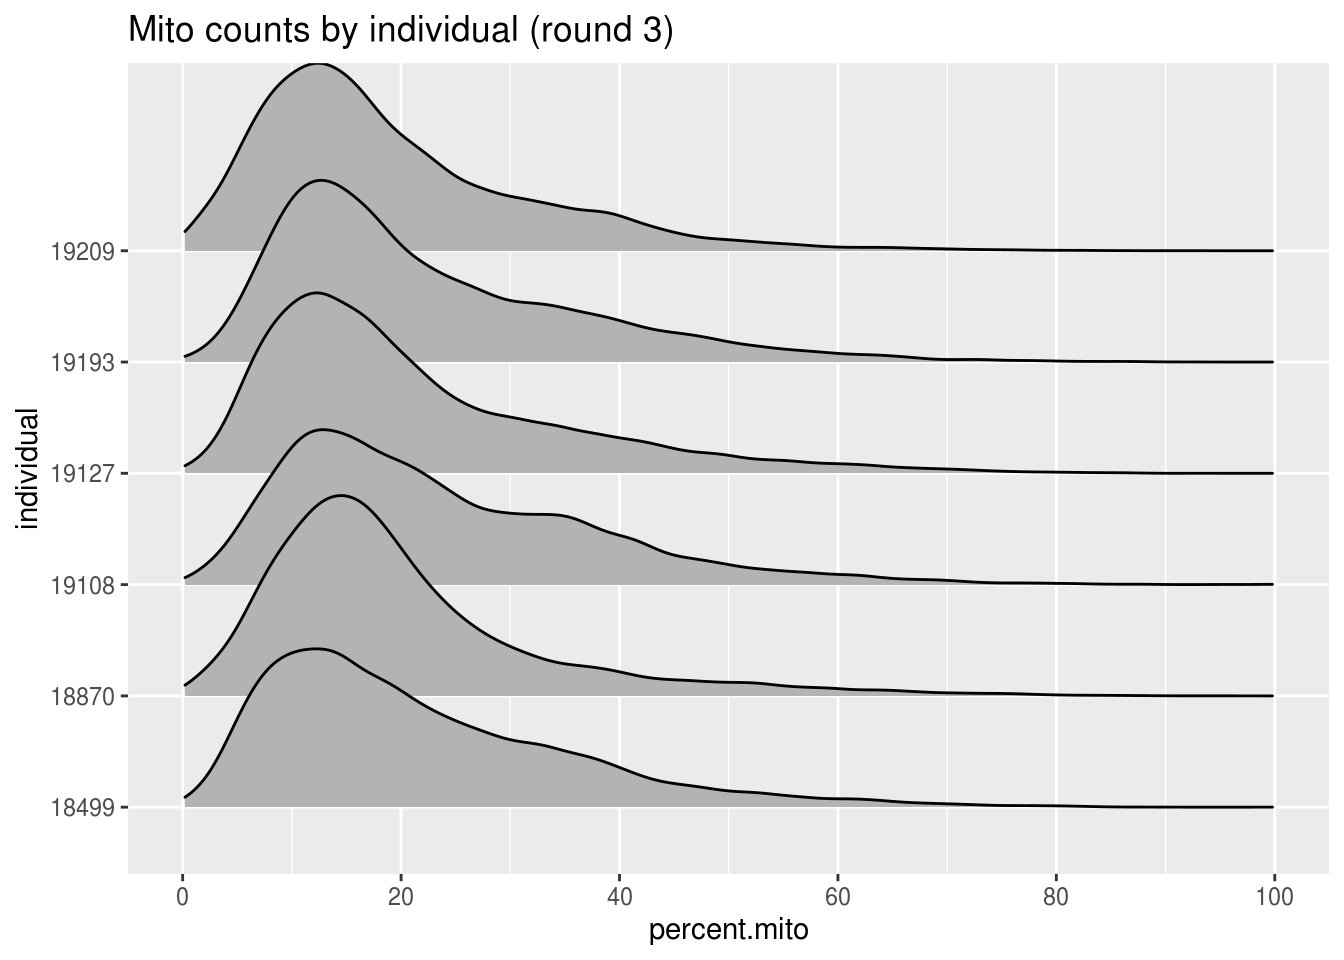 Mito counts by individual (round 3)
individual
19209
19193
19127
19108
18870
18499
0 20 40 60 80 100
percent.mito